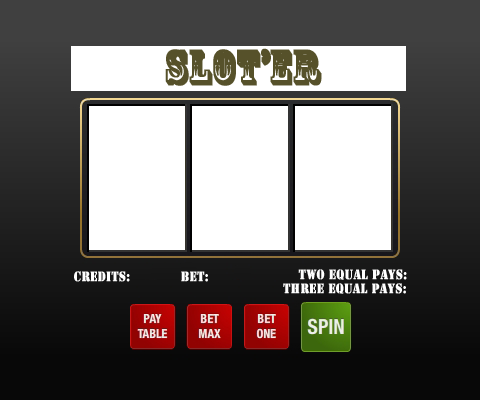 SLOT'ER
CREDITS: BET: TWO EQUAL PAYS:
THREE EQUAL PAYS:
PAY TABLE
BET MAX
BET ONE
SPIN